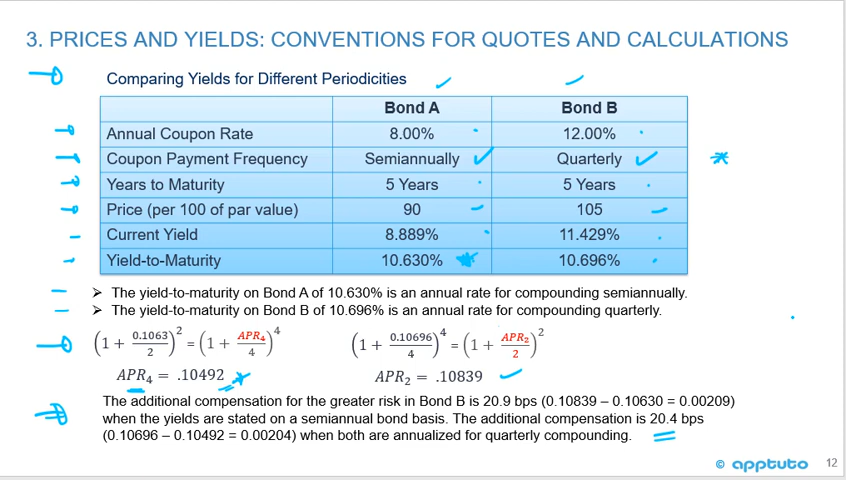 3. PRICES AND YIELDS: CONVENTIONS FOR QUOTES AND CALCULATIONS
Comparing Yields for Different Periodicities
Bond A Bond B
Annual Coupon Rate 8.00% 12.00%
Coupon Payment Frequency Semiannually Quarterly
Years to Maturity 5 Years 5 Years
Price (per 100 of par value) 90 105
Current Yield 8.889% 11.429%
Yield-to-Maturity 10.630% 10.696%
➢ The yield-to-maturity on Bond A of 10.630% is an annual rate for compounding semiannually.
➢ The yield-to-maturity on Bond B of 10.696% is an annual rate for compounding quarterly.
(1 + 0.1063/2)² = (1 + APR₄/4)⁴ (1 + 0.10696/4)⁴ = (1 + APR₂/2)²
APR₄ = .10492 APR₂ = .10839
The additional compensation for the greater risk in Bond B is 20.9 bps (0.10839 – 0.10630 = 0.00209)
when the yields are stated on a semiannual bond basis. The additional compensation is 20.4 bps
(0.10696 – 0.10492 = 0.00204) when both are annualized for quarterly compounding.
© apptuto 12